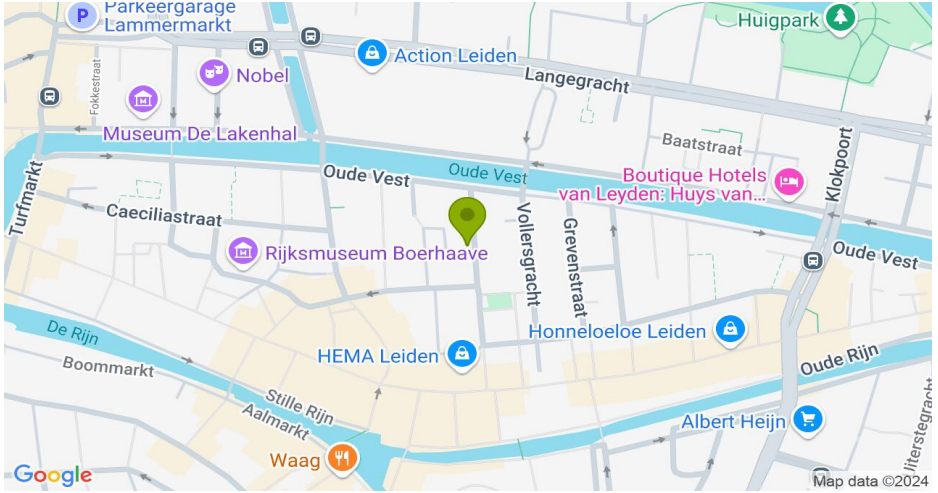 Parkeergarage
Lammermarkt
P
Huigpark
Action Leiden
Nobel
Langegracht
Fokkestraat
Museum De Lakenhal
Baatstraat
Klokpoort
Oude Vest
Oude Vest
Boutique Hotels
van Leyden: Huys van...
Turfmarkt
Caeciliastraat
Vollersgracht
Grevenstraat
Rijksmuseum Boerhaave
Oude Vest
De Rijn
Honneloeloe Leiden
HEMA Leiden
Boommarkt
Oude Rijn
Stille Rijn
Aalmarkt
Albert Heijn
Uiterstegracht
Waag
Google
Map data ©2024